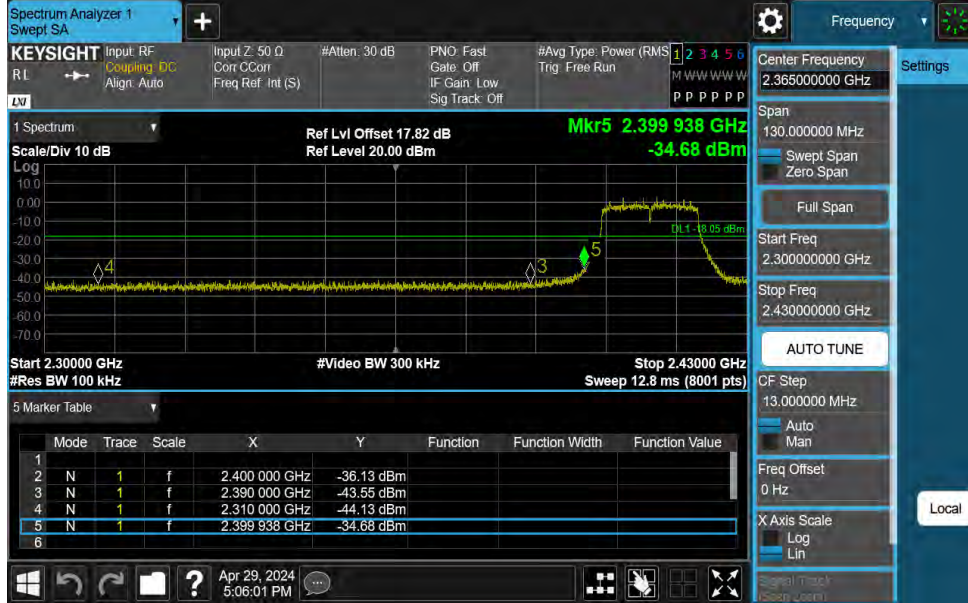 Spectrum Analyzer 1
Swept SA
+
Frequency
KEYSIGHT
RL
LXI
Input: RF
Coupling: DC
Align: Auto
Input Z: 50 Ω
Corr CCorr
Freq Ref: Int (S)
#Atten: 30 dB
PNO: Fast
Gate: Off
IF Gain: Low
Sig Track: Off
#Avg Type: Power (RMS
Trig: Free Run
1 2 3 4 5 6
M WW WW W
P P P P P P
1 Spectrum
Scale/Div 10 dB
Ref Lvl Offset 17.82 dB
Ref Level 20.00 dBm
Mkr5 2.399 938 GHz
-34.68 dBm
Log
10.0
0.00
-10.0
-20.0
-30.0
-40.0
-50.0
-60.0
-70.0
DL1 -18.05 dBm
4
3
5
Start 2.30000 GHz
#Res BW 100 kHz
#Video BW 300 kHz
Stop 2.43000 GHz
Sweep 12.8 ms (8001 pts)
5 Marker Table
Mode Trace Scale X Y Function Function Width Function Value
1
2 N 1 f 2.400 000 GHz -36.13 dBm
3 N 1 f 2.390 000 GHz -43.55 dBm
4 N 1 f 2.310 000 GHz -44.13 dBm
5 N 1 f 2.399 938 GHz -34.68 dBm
6
Center Frequency
2.365000000 GHz
Settings
Span
130.000000 MHz
Swept Span
Zero Span
Full Span
Start Freq
2.300000000 GHz
Stop Freq
2.430000000 GHz
AUTO TUNE
CF Step
13.000000 MHz
Auto
Man
Freq Offset
0 Hz
X Axis Scale
Log
Lin
Local
Signal Track
(Span Zoom)
?
Apr 29, 2024
5:06:01 PM